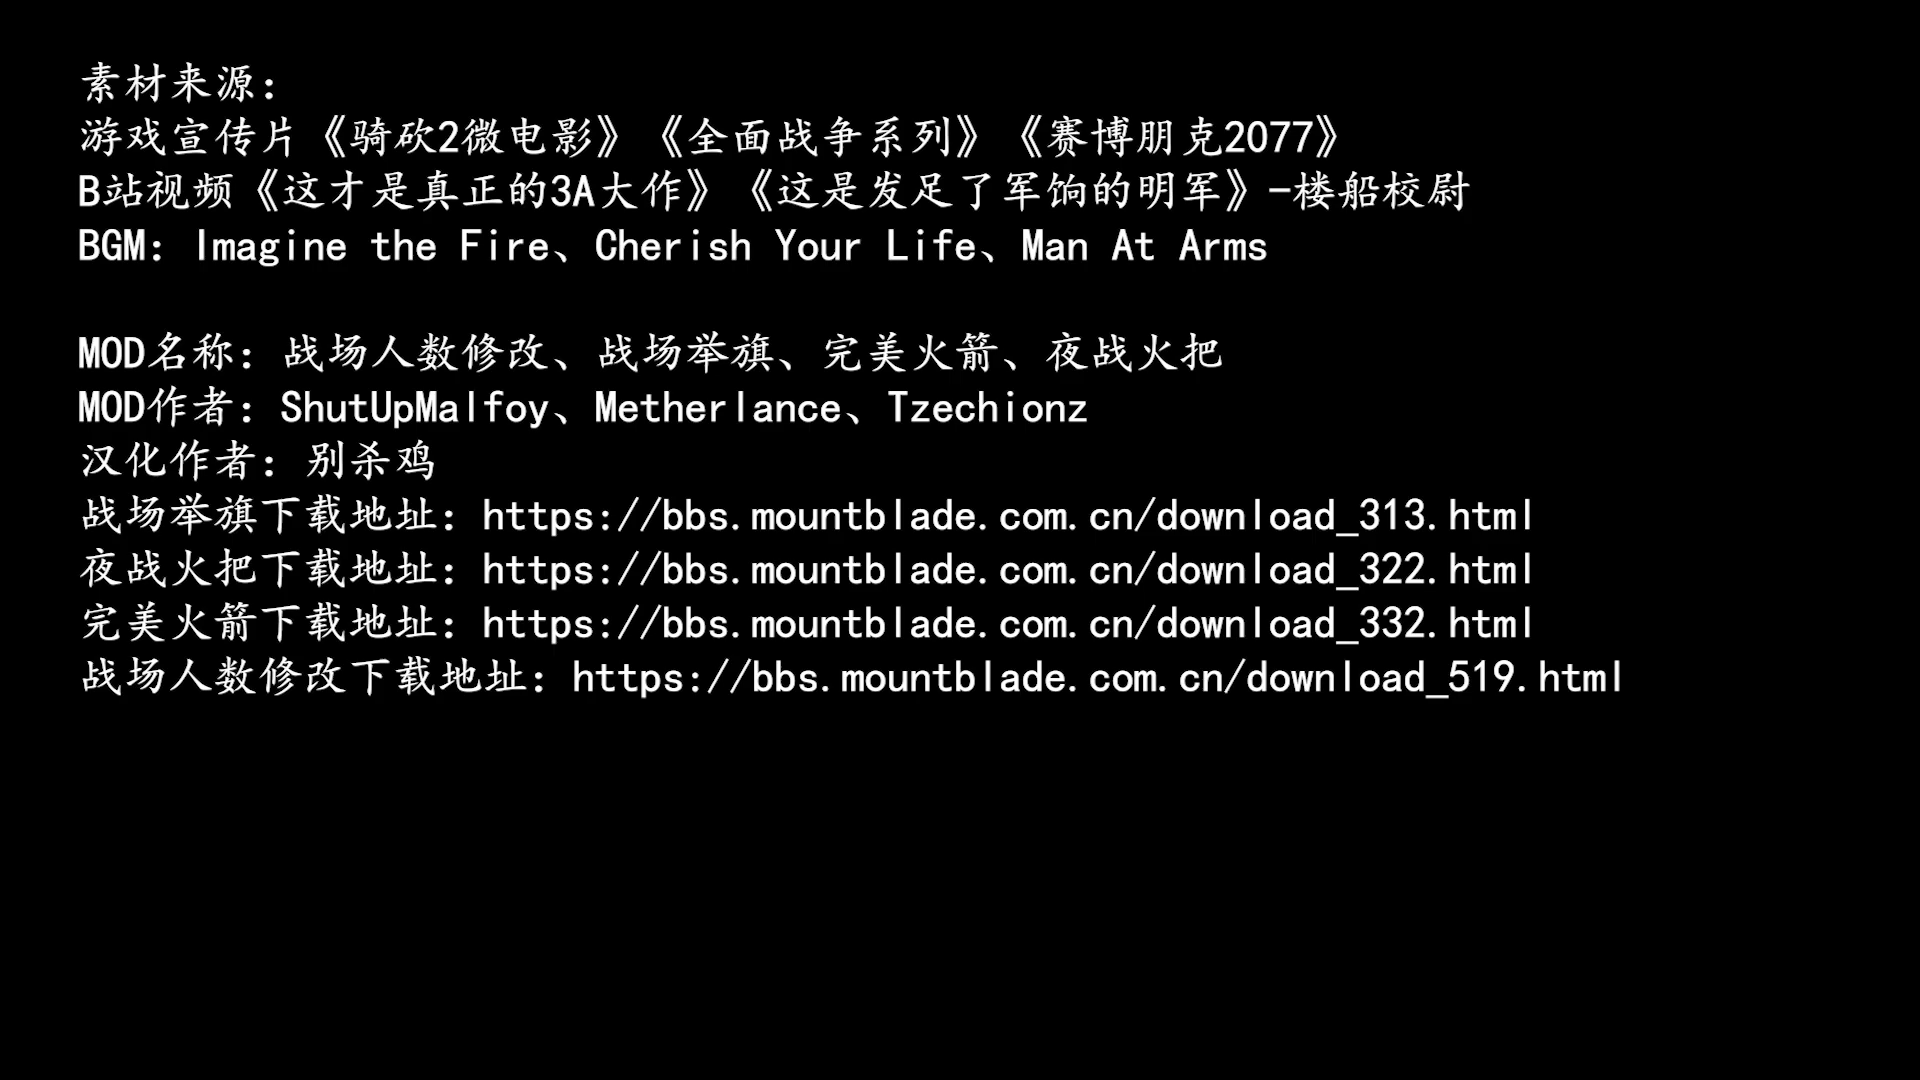 素材来源：
游戏宣传片《骑砍2微电影》《全面战争系列》《赛博朋克2077》
B站视频《这才是真正的3A大作》《这是发足了军饷的明军》-楼船校尉
BGM：Imagine the Fire、Cherish Your Life、Man At Arms
MOD名称：战场人数修改、战场举旗、完美火箭、夜战火把
MOD作者：ShutUpMalfoy、Metherlance、Tzechionz
汉化作者：别杀鸡
战场举旗下载地址：https://bbs.mountblade.com.cn/download_313.html
夜战火把下载地址：https://bbs.mountblade.com.cn/download_322.html
完美火箭下载地址：https://bbs.mountblade.com.cn/download_332.html
战场人数修改下载地址：https://bbs.mountblade.com.cn/download_519.html